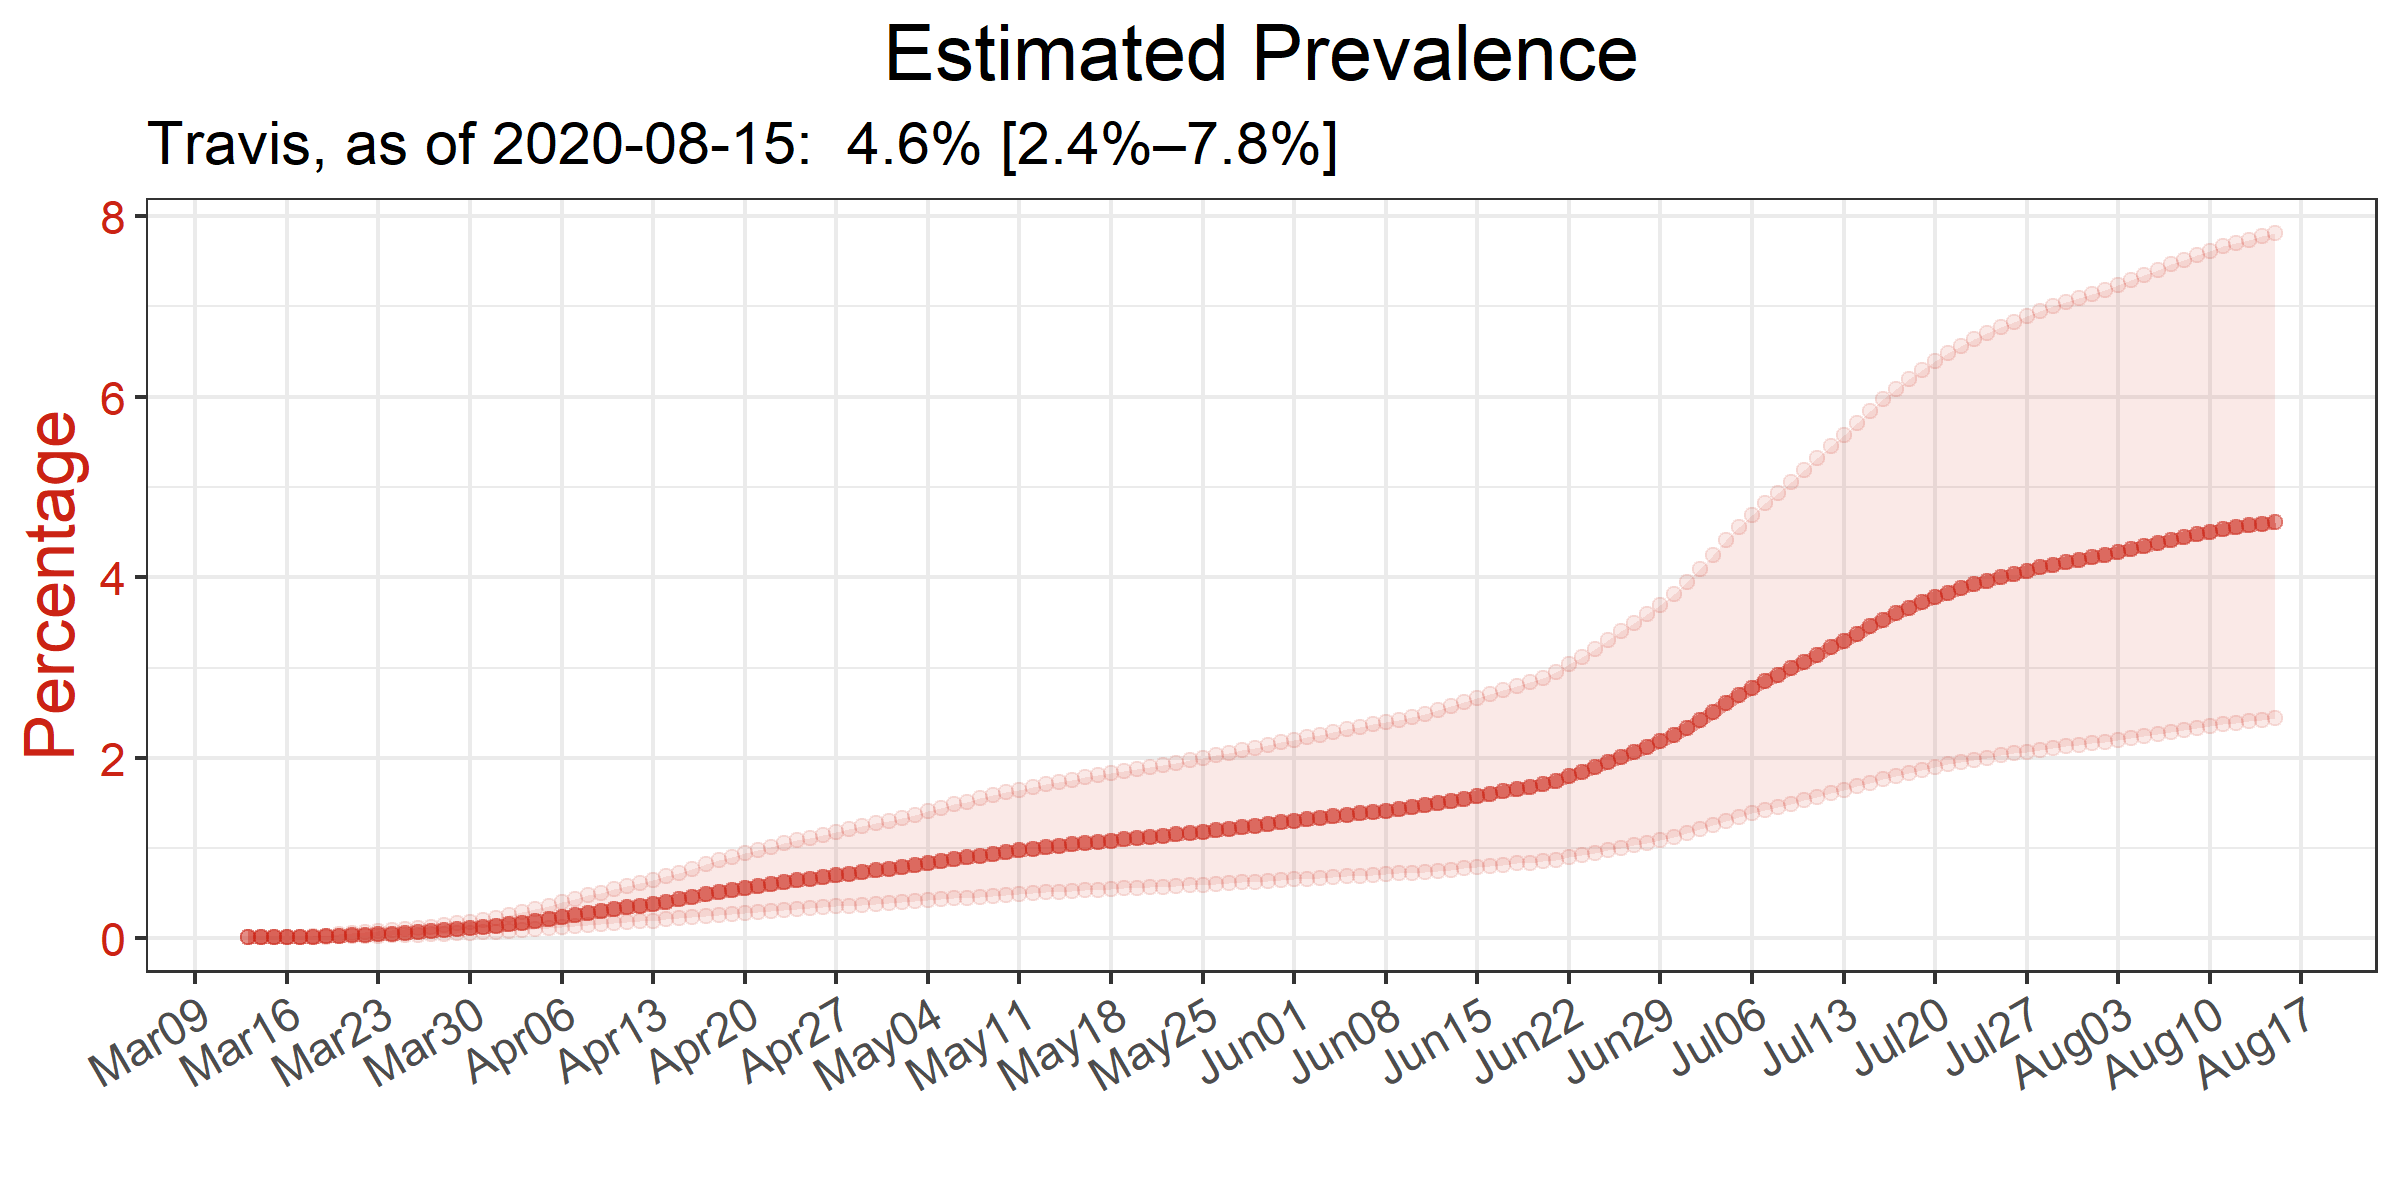 Estimated Prevalence
Travis, as of 2020-08-15:  4.6% [2.4%–7.8%]
Percentage
8
6
4
2
0
Mar09
Mar16
Mar23
Mar30
Apr06
Apr13
Apr20
Apr27
May04
May11
May18
May25
Jun01
Jun08
Jun15
Jun22
Jun29
Jul06
Jul13
Jul20
Jul27
Aug03
Aug10
Aug17